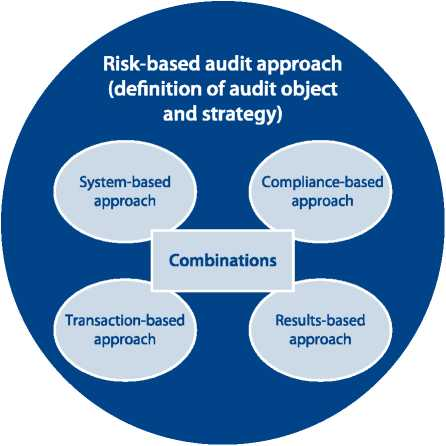 Risk-based audit approach
(definition of audit object
and strategy)
System-based
approach
Compliance-based
approach
Combinations
Transaction-based
approach
Results-based
approach